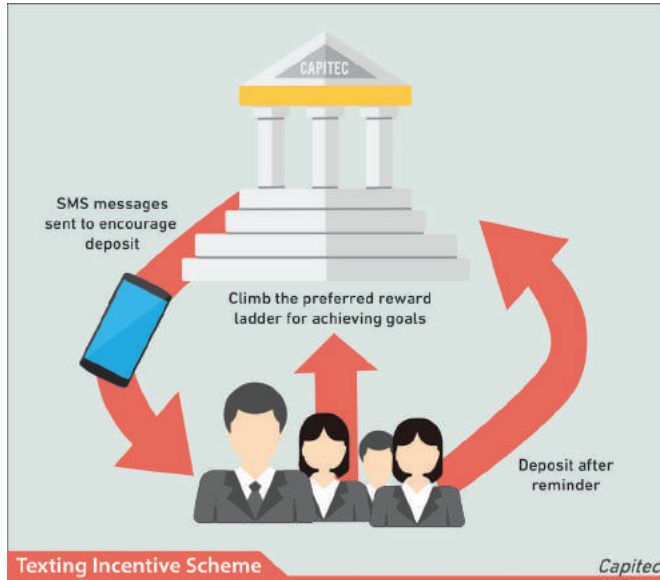 CAPITEC
SMS messages
sent to encourage
deposit
Climb the preferred reward
ladder for achieving goals
Deposit after
reminder
Texting Incentive Scheme
Capitec